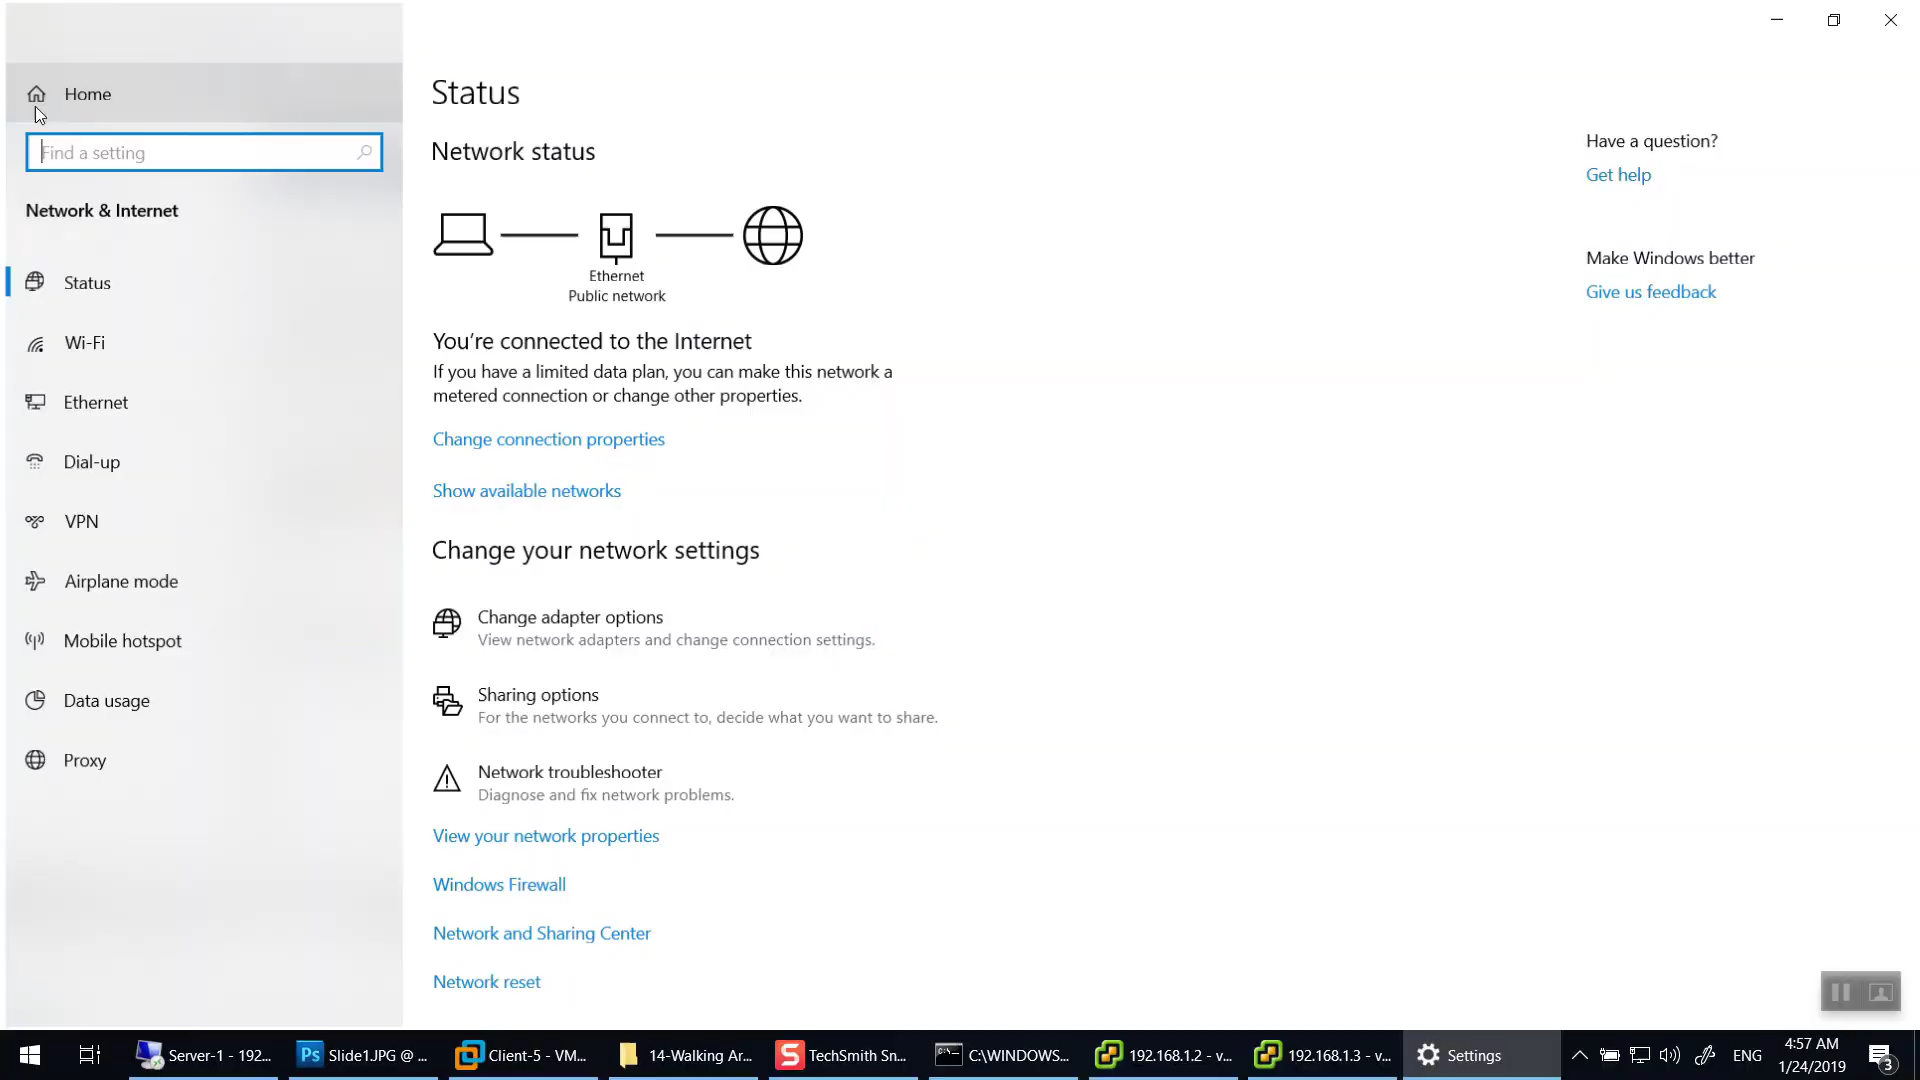 Home
Find a setting
Network & Internet
Status
Wi-Fi
Ethernet
Dial-up
VPN
Airplane mode
Mobile hotspot
Data usage
Proxy
Status
Network status
Ethernet
Public network
You're connected to the Internet
If you have a limited data plan, you can make this network a
metered connection or change other properties.
Change connection properties
Show available networks
Change your network settings
Change adapter options
View network adapters and change connection settings.
Sharing options
For the networks you connect to, decide what you want to share.
Network troubleshooter
Diagnose and fix network problems.
View your network properties
Windows Firewall
Network and Sharing Center
Network reset
Have a question?
Get help
Make Windows better
Give us feedback
Server-1 - 192...
Ps
Slide1.JPG @ ...
Client-5 - VM...
14-Walking Ar...
S
TechSmith Sn...
C:\WINDOWS...
192.168.1.2 - v...
192.168.1.3 - v...
Settings
ENG
4:57 AM
1/24/2019
3